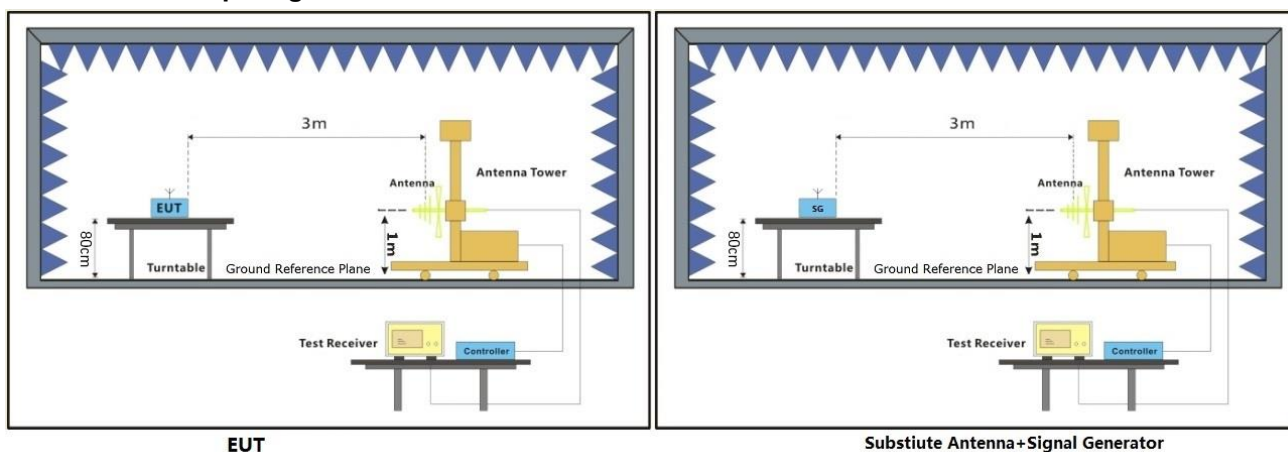 3m
Antenna
Antenna Tower
EUT
80cm
1m
Turntable
Ground Reference Plane
Test Receiver
Controller
EUT
3m
Antenna
Antenna Tower
SG
80cm
1m
Turntable
Ground Reference Plane
Test Receiver
Controller
Substiute Antenna+Signal Generator